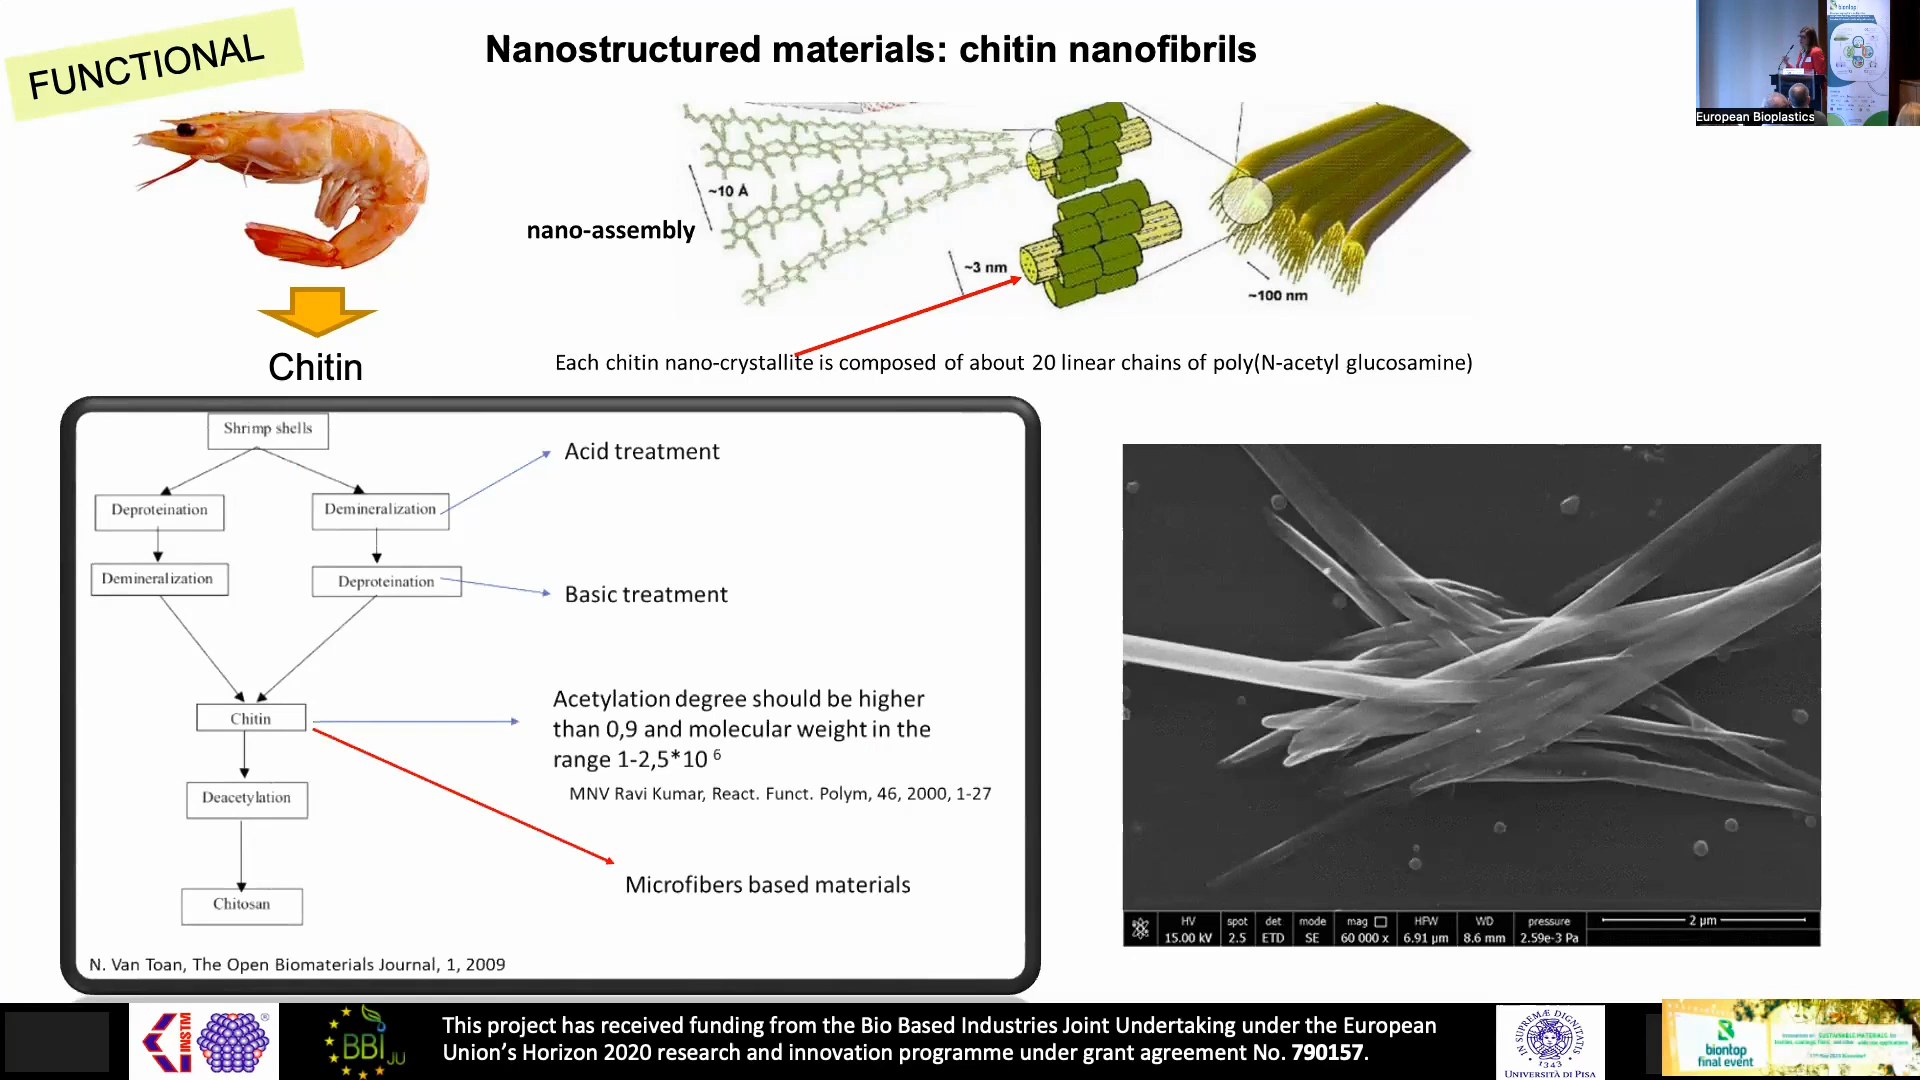 FUNCTIONAL
Nanostructured materials: chitin nanofibrils
biontop
European Bioplastics
~10 Å
nano-assembly
~3 nm
~100 nm
Chitin
Each chitin nano-crystallite is composed of about 20 linear chains of poly(N-acetyl glucosamine)
Shrimp shells
Acid treatment
Deproteination
Demineralization
Demineralization
Deproteination
Basic treatment
Chitin
Acetylation degree should be higher
than 0,9 and molecular weight in the
range 1-2,5*10 6
MNV Ravi Kumar, React. Funct. Polym, 46, 2000, 1-27
Deacetylation
Microfibers based materials
Chitosan
N. Van Toan, The Open Biomaterials Journal, 1, 2009
HV spot det mode mag HFW WD pressure 2 µm
15.00 kV 2.5 ETD SE 60 000 x 6.91 µm 8.6 mm 2.59e-3 Pa
INSTM
BBI JU
This project has received funding from the Bio Based Industries Joint Undertaking under the European
Union's Horizon 2020 research and innovation programme under grant agreement No. 790157.
IN SUPREMÆ DIGNITATIS
1343
UNIVERSITÀ DI PISA
biontop
final event